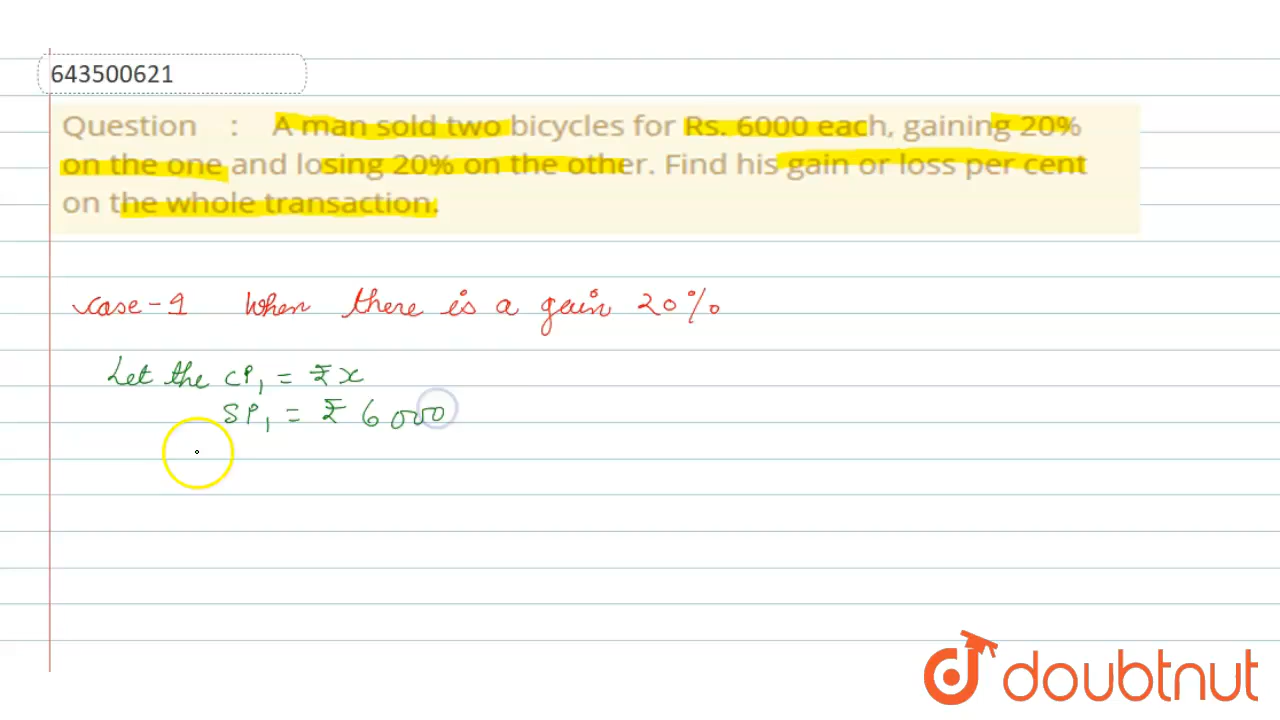 643500621
Question : A man sold two bicycles for Rs. 6000 each, gaining 20%
on the one and losing 20% on the other. Find his gain or loss per cent
on the whole transaction.
Case-1 When there is a gain 20%
Let the CP₁ = ₹ x
SP₁ = ₹ 6000
doubtnut